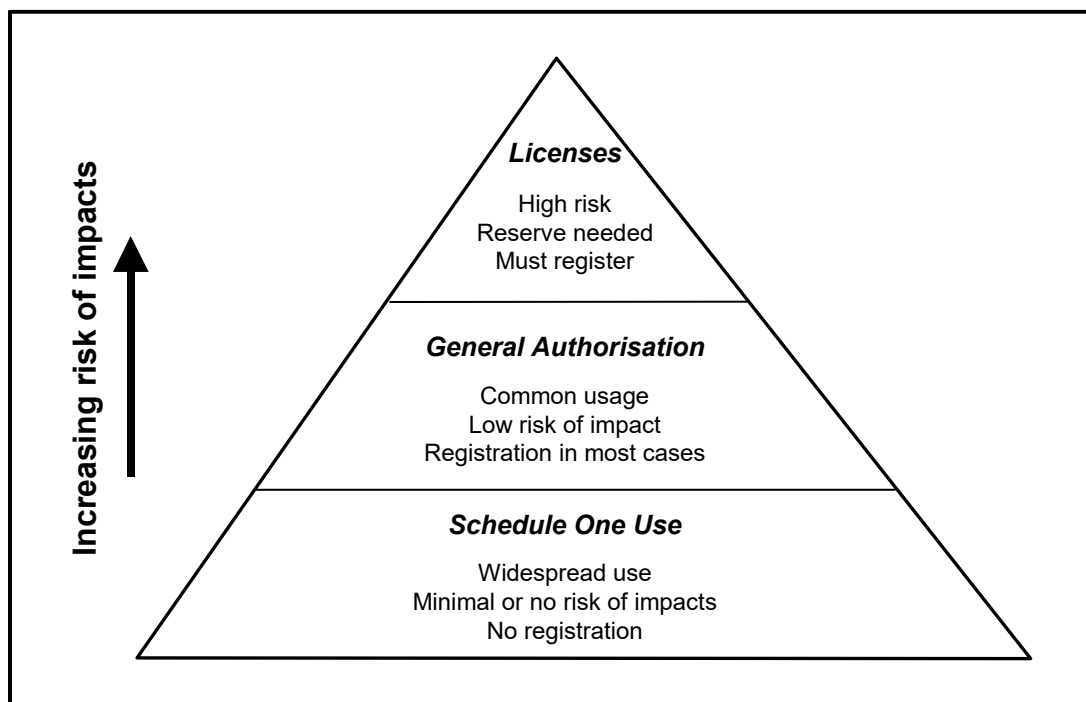 Increasing risk of impacts
Licenses
High risk
Reserve needed
Must register
General Authorisation
Common usage
Low risk of impact
Registration in most cases
Schedule One Use
Widespread use
Minimal or no risk of impacts
No registration